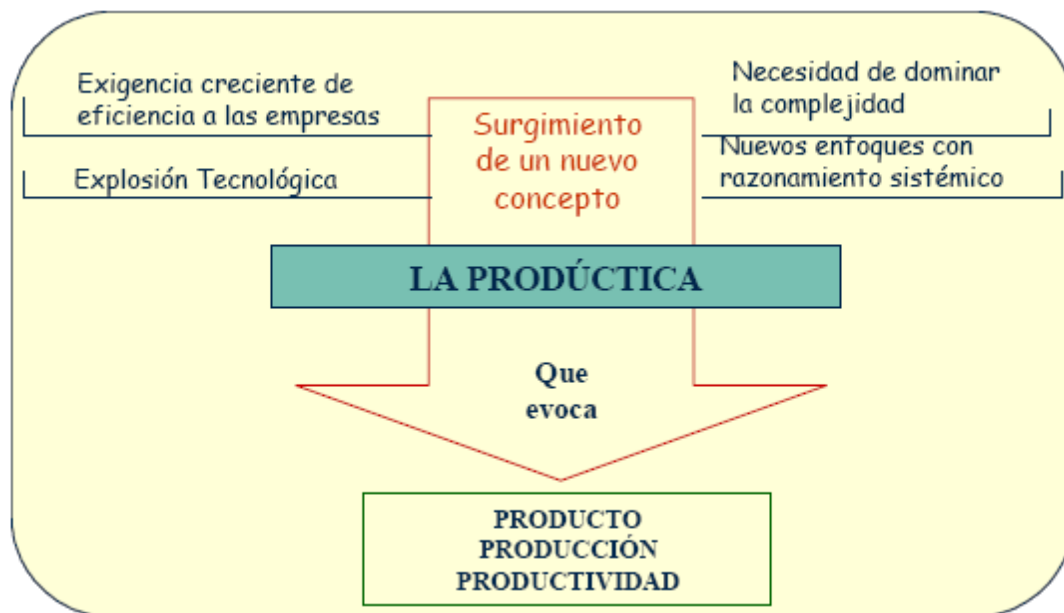 Exigencia creciente de
eficiencia a las empresas
Explosión Tecnológica
Surgimiento
de un nuevo
concepto
Necesidad de dominar
la complejidad
Nuevos enfoques con
razonamiento sistémico
LA PRODÚCTICA
Que
evoca
PRODUCTO
PRODUCCIÓN
PRODUCTIVIDAD